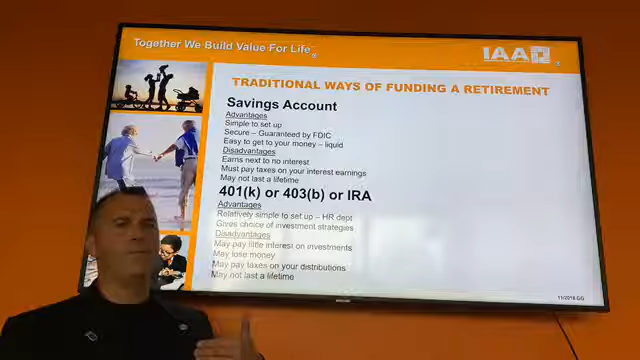 Together We Build Value For Life
IAA
TRADITIONAL WAYS OF FUNDING A RETIREMENT
Savings Account
Advantages
Simple to set up
Secure – Guaranteed by FDIC
Easy to get to your money – liquid
Disadvantages
Earns next to no interest
Must pay taxes on your interest earnings
May not last a lifetime
401(k) or 403(b) or IRA
Advantages
Relatively simple to set up – HR dept
Gives choice of investment strategies
Disadvantages
May pay little interest on investments
May lose money
May pay taxes on your distributions
May not last a lifetime
11/2018 GG